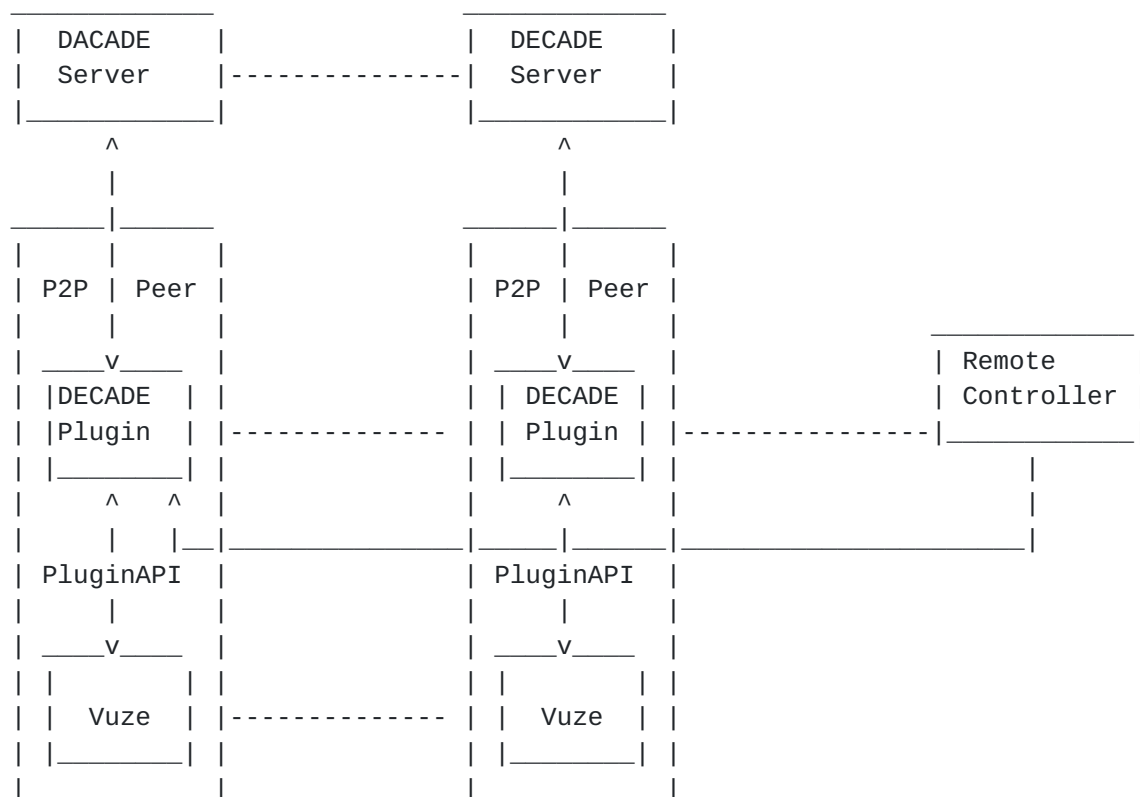 DACADE DECADE
Server Server
P2P Peer P2P Peer
Remote
DECADE DECADE Controller
Plugin Plugin
PluginAPI PluginAPI
Vuze Vuze